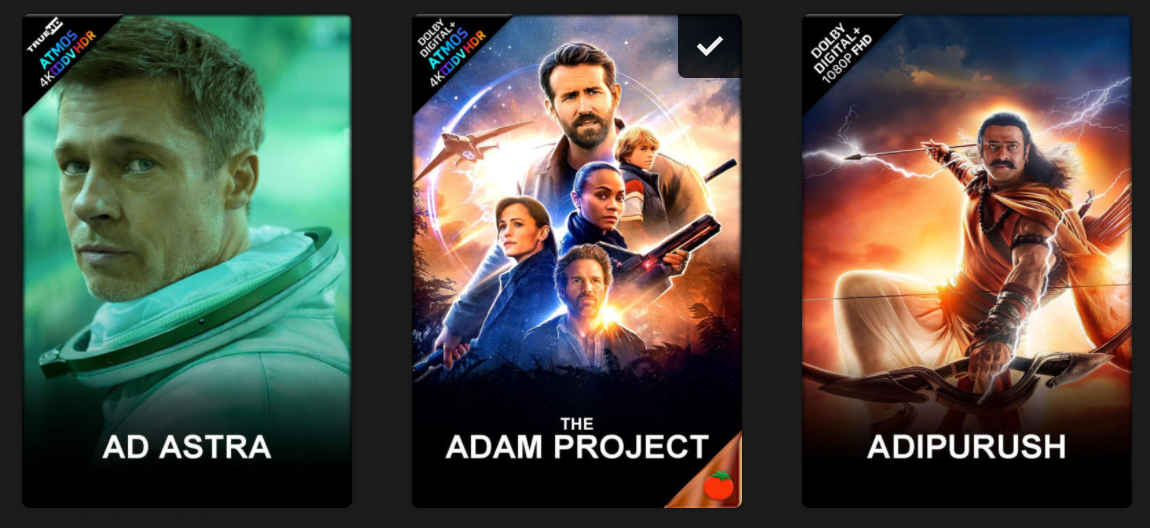 TRUEHD
ATMOS
4K DV HDR
AD ASTRA
DOLBY
DIGITAL+
ATMOS
4K DV HDR
THE
ADAM PROJECT
DOLBY
DIGITAL+
1080P FHD
ADIPURUSH